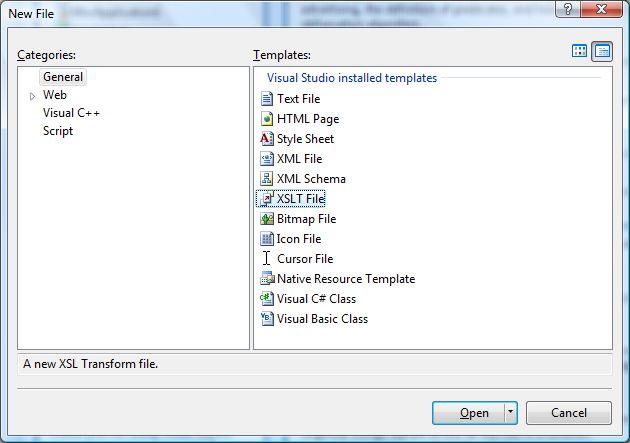 New File
Categories:
General
Web
Visual C++
Script
Templates:
Visual Studio installed templates
Text File
HTML Page
Style Sheet
XML File
XML Schema
XSLT File
Bitmap File
Icon File
Cursor File
Native Resource Template
Visual C# Class
Visual Basic Class
A new XSL Transform file.
Open
Cancel